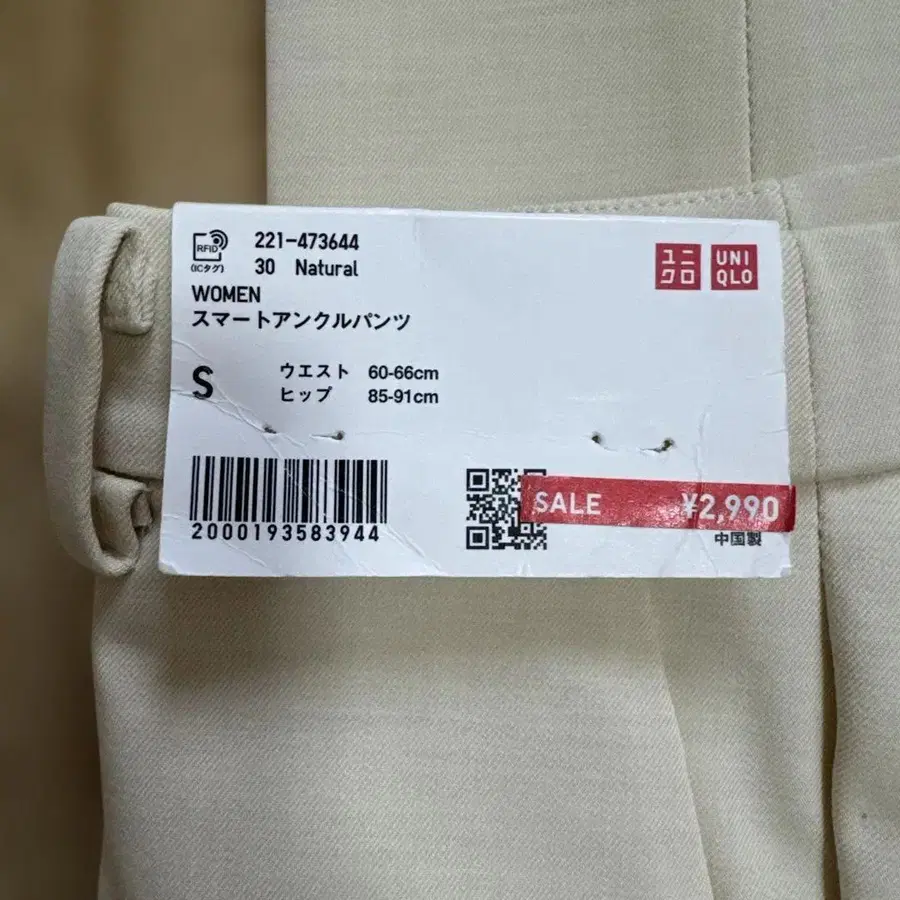 RFID
(ICタグ)
221-473644
30 Natural
WOMEN
スマートアンクルパンツ
ユニクロ
UNIQLO
S
ウエスト 60-66cm
ヒップ 85-91cm
2000193583944
SALE ¥2,990
中国製